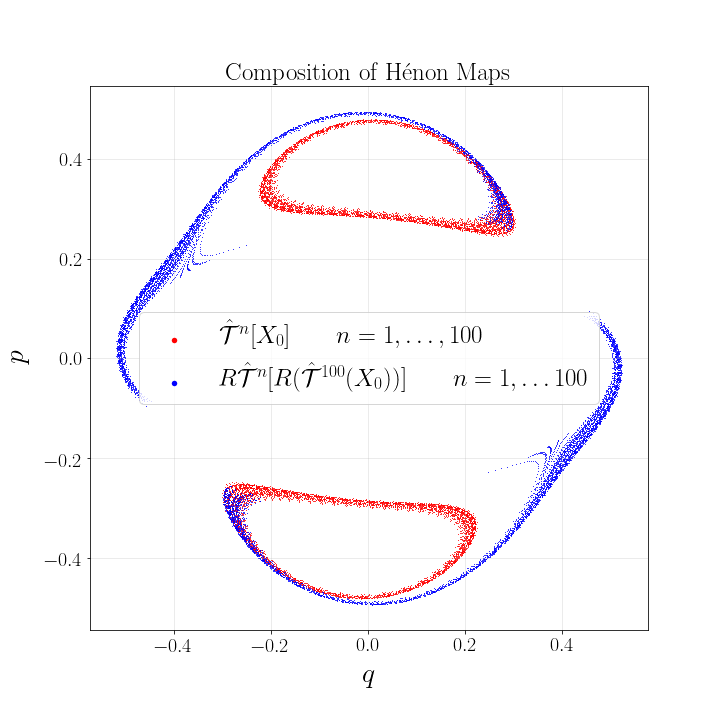 Composition of Hénon Maps
0.4
0.2
p
0.0
−0.2
−0.4
𝒯̂ⁿ[X₀] n = 1, . . . , 100
R𝒯̂ⁿ[R(𝒯̂¹⁰⁰(X₀))] n = 1, . . . 100
−0.4 −0.2 0.0 0.2 0.4
q